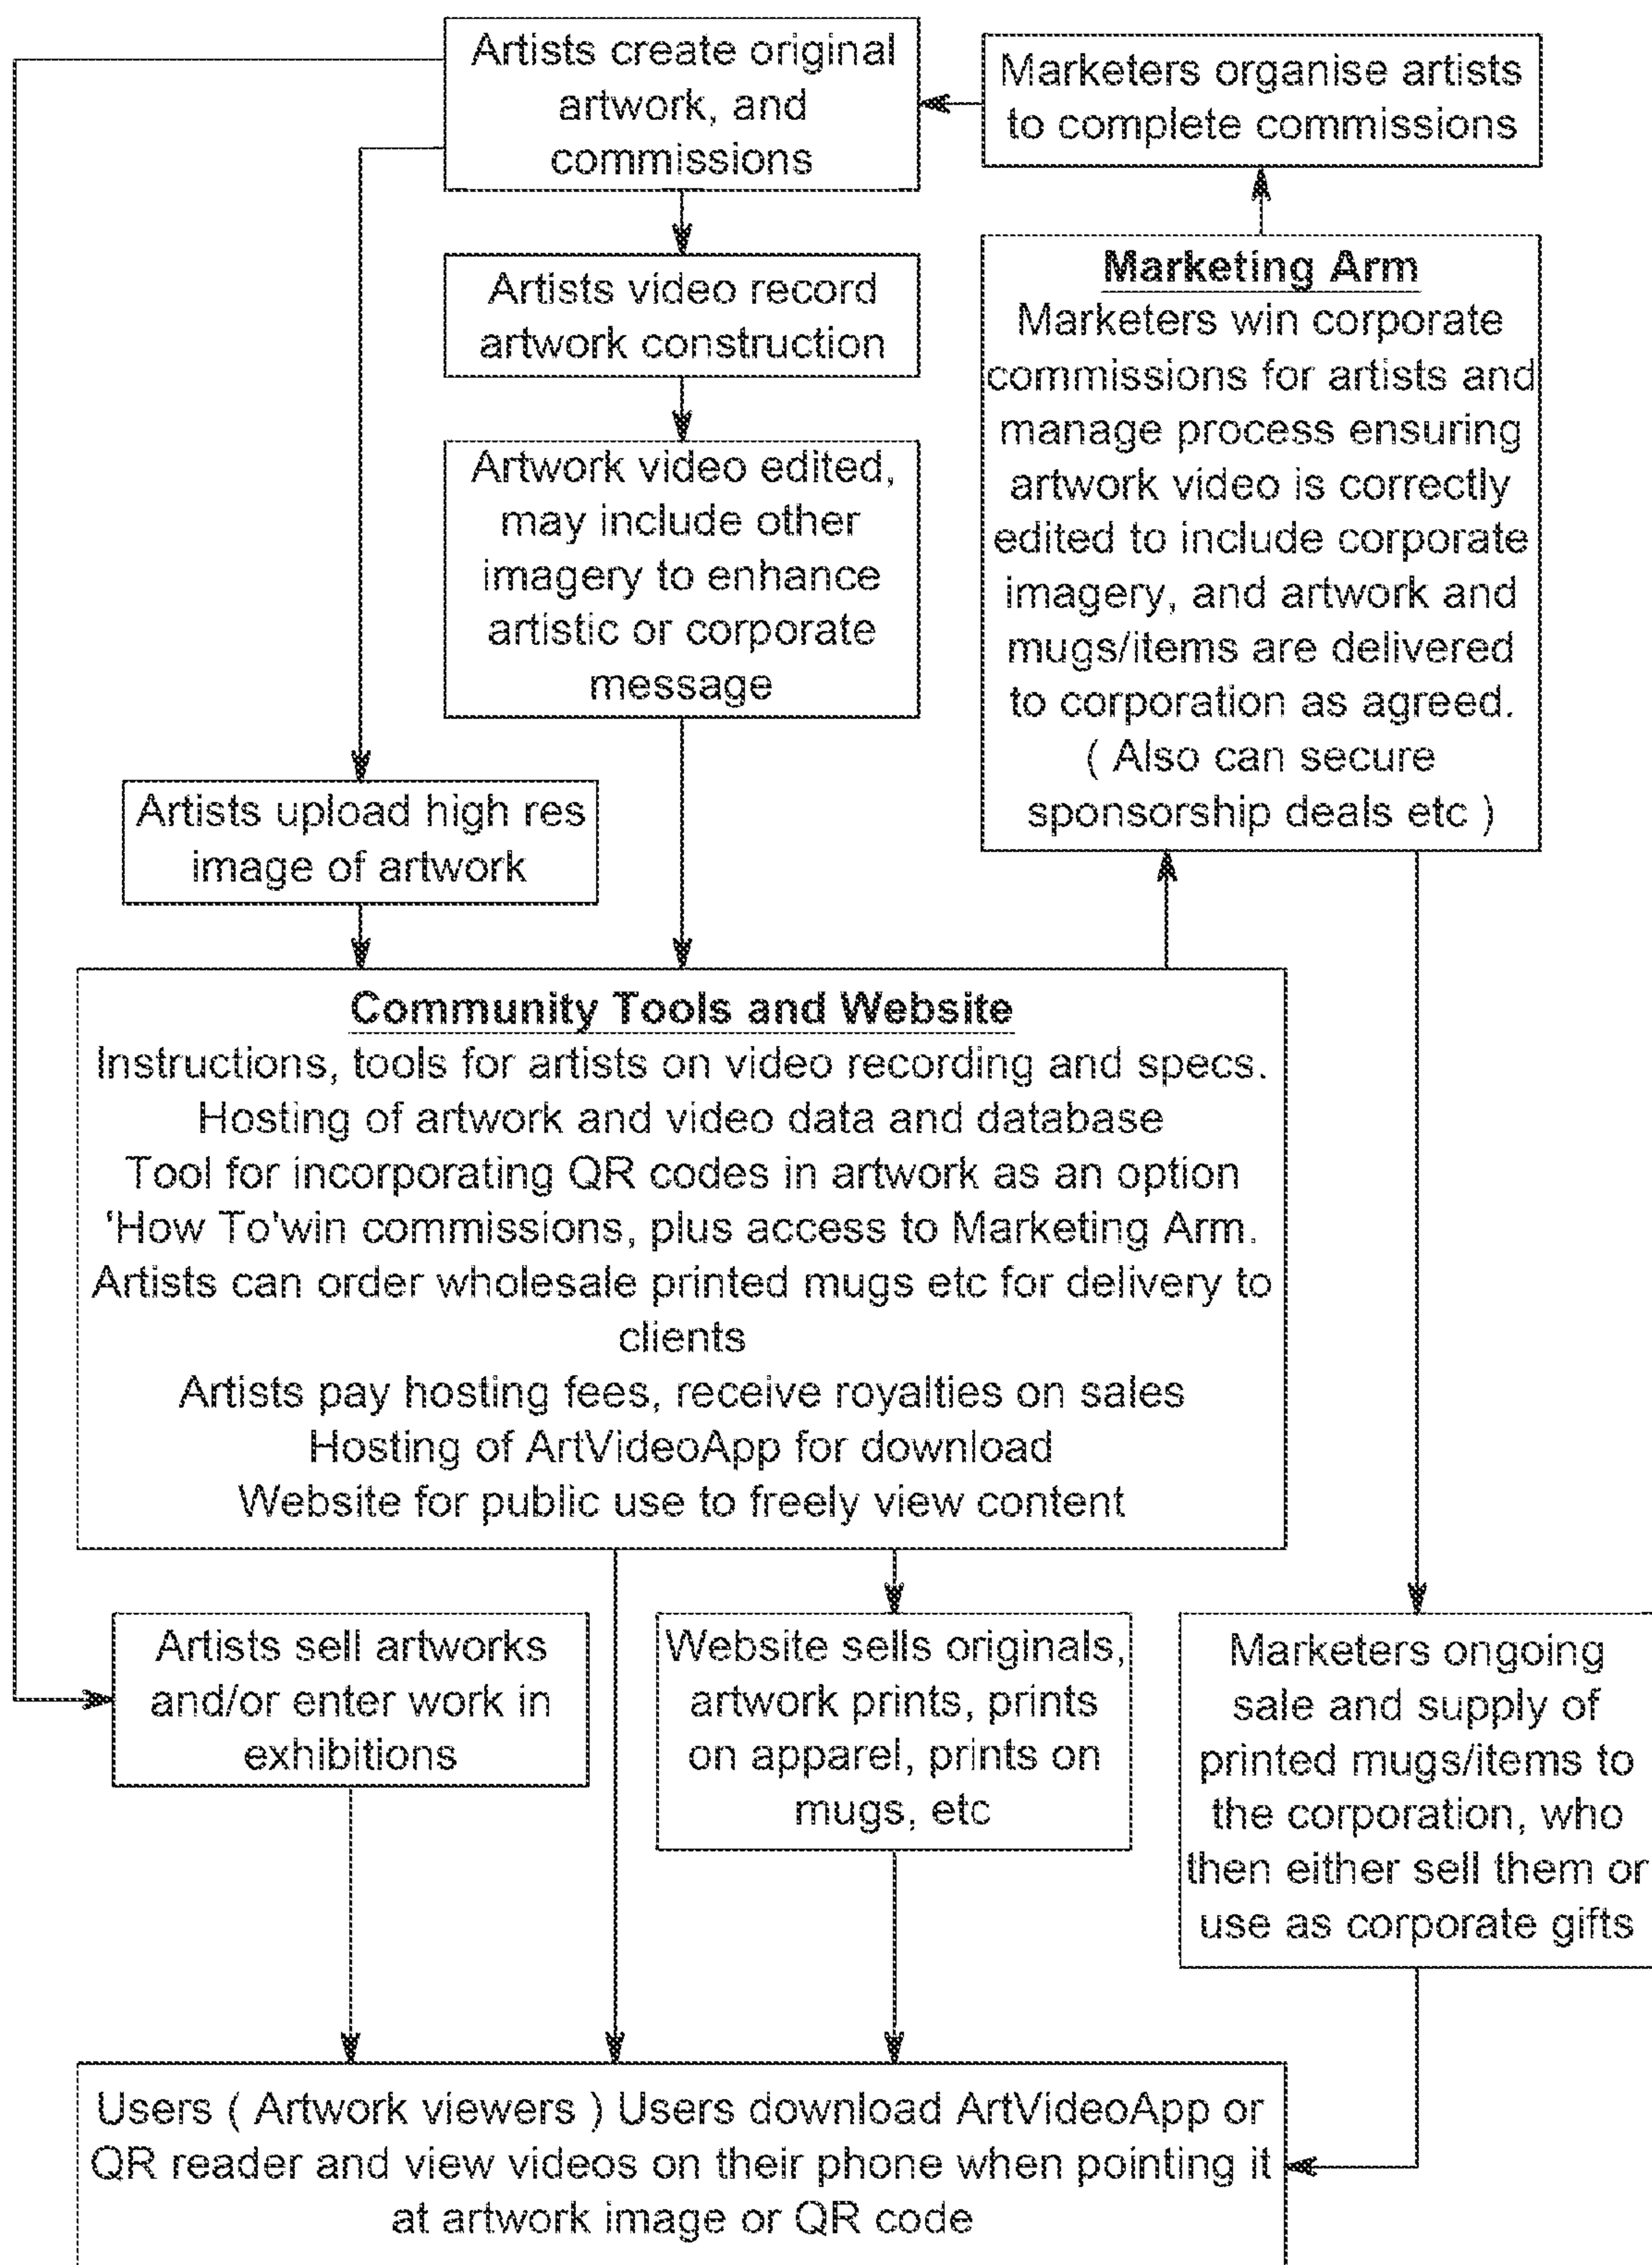 Artists create original
artwork, and
commissions
Marketers organise artists
to complete commissions
Artists video record
artwork construction
Marketing Arm
Marketers win corporate
commissions for artists and
manage process ensuring
artwork video is correctly
edited to include corporate
imagery, and artwork and
mugs/items are delivered
to corporation as agreed.
( Also can secure
sponsorship deals etc )
Artwork video edited,
may include other
imagery to enhance
artistic or corporate
message
Artists upload high res
image of artwork
Community Tools and Website
Instructions, tools for artists on video recording and specs.
Hosting of artwork and video data and database
Tool for incorporating QR codes in artwork as an option
'How To'win commissions, plus access to Marketing Arm.
Artists can order wholesale printed mugs etc for delivery to
clients
Artists pay hosting fees, receive royalties on sales
Hosting of ArtVideoApp for download
Website for public use to freely view content
Artists sell artworks
and/or enter work in
exhibitions
Website sells originals,
artwork prints, prints
on apparel, prints on
mugs, etc
Marketers ongoing
sale and supply of
printed mugs/items to
the corporation, who
then either sell them or
use as corporate gifts
Users ( Artwork viewers ) Users download ArtVideoApp or
QR reader and view videos on their phone when pointing it
at artwork image or QR code